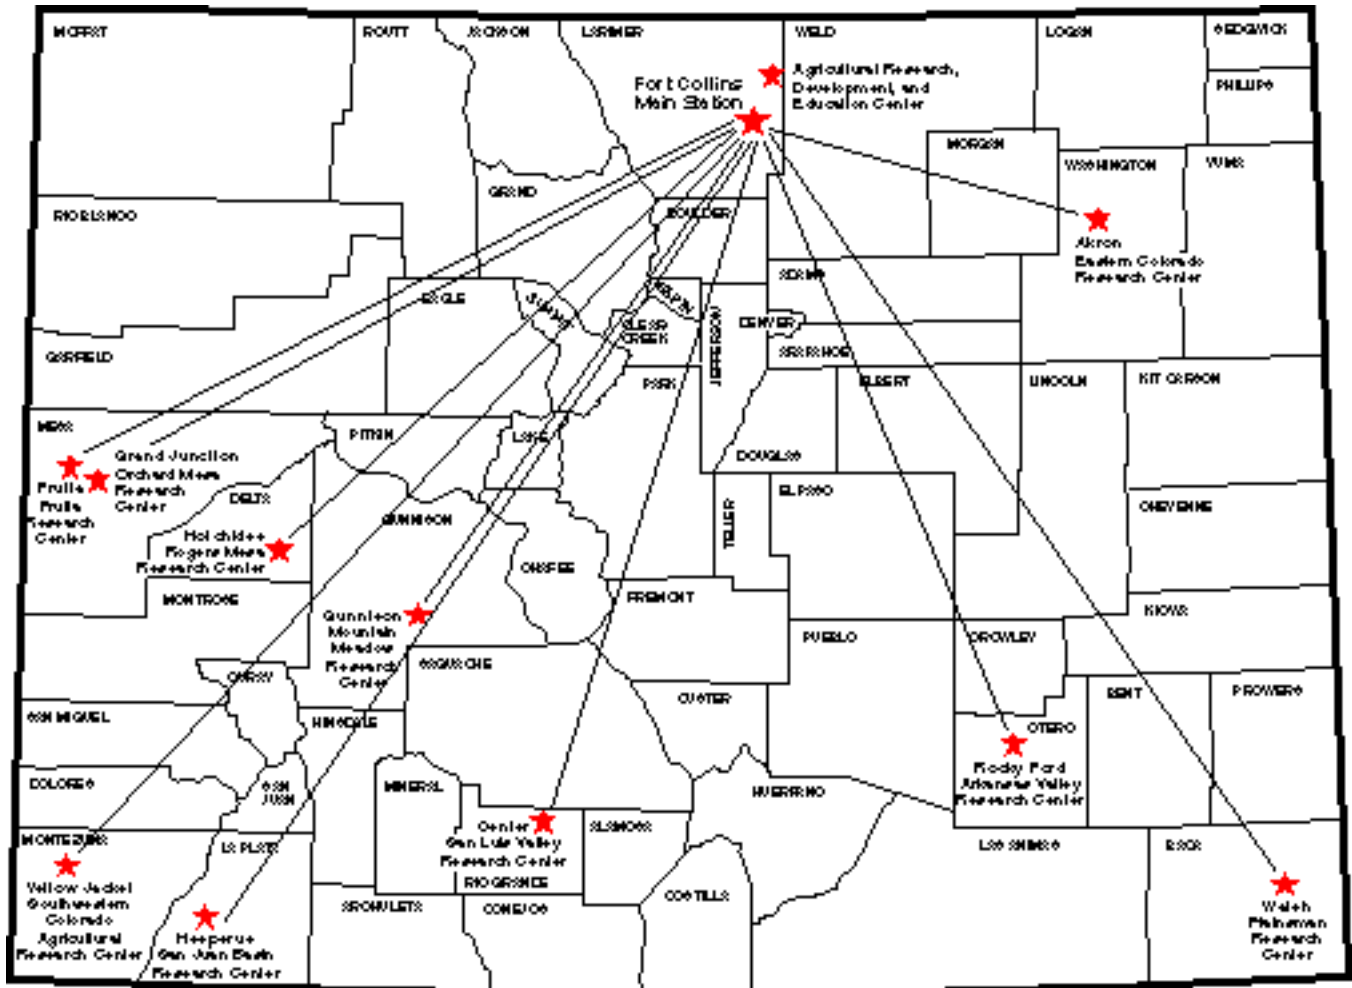 MOFFAT
ROUTT
JACKSON
LARIMER
WELD
LOGAN
SEDGWICK
PHILLIPS
Fort Collins
Main Station
Agricultural Research,
Development, and
Education Center
MORGAN
WASHINGTON
YUMA
GRAND
RIO BLANCO
BOULDER
Akron
Eastern Colorado
Research Center
ADAMS
EAGLE
SUMMIT
GILPIN
CLEAR
CREEK
JEFFERSON
DENVER
ARAPAHOE
GARFIELD
PARK
ELBERT
LINCOLN
KIT CARSON
MESA
PITKIN
LAKE
DOUGLAS
Grand Junction
Orchard Mesa
Research
Center
Fruita
Fruita
Research
Center
DELTA
GUNNISON
TELLER
EL PASO
CHEYENNE
Hotchkiss
Rogers Mesa
Research Center
CHAFFEE
MONTROSE
FREMONT
KIOWA
Gunnison
Mountain
Meadow
Research
Center
PUEBLO
CROWLEY
OURAY
SAGUACHE
CUSTER
BENT
PROWERS
SAN MIGUEL
HINSDALE
OTERO
Rocky Ford
Arkansas Valley
Research Center
DOLORES
SAN
JUAN
MINERAL
HUERFANO
Center
San Luis Valley
Research Center
ALAMOSA
MONTEZUMA
LA PLATA
LAS ANIMAS
BACA
RIO GRANDE
Yellow Jacket
Southwestern
Colorado
Agricultural
Research Center
ARCHULETA
CONEJOS
COSTILLA
Hesperus
San Juan Basin
Research Center
Walsh
Plainsman
Research
Center